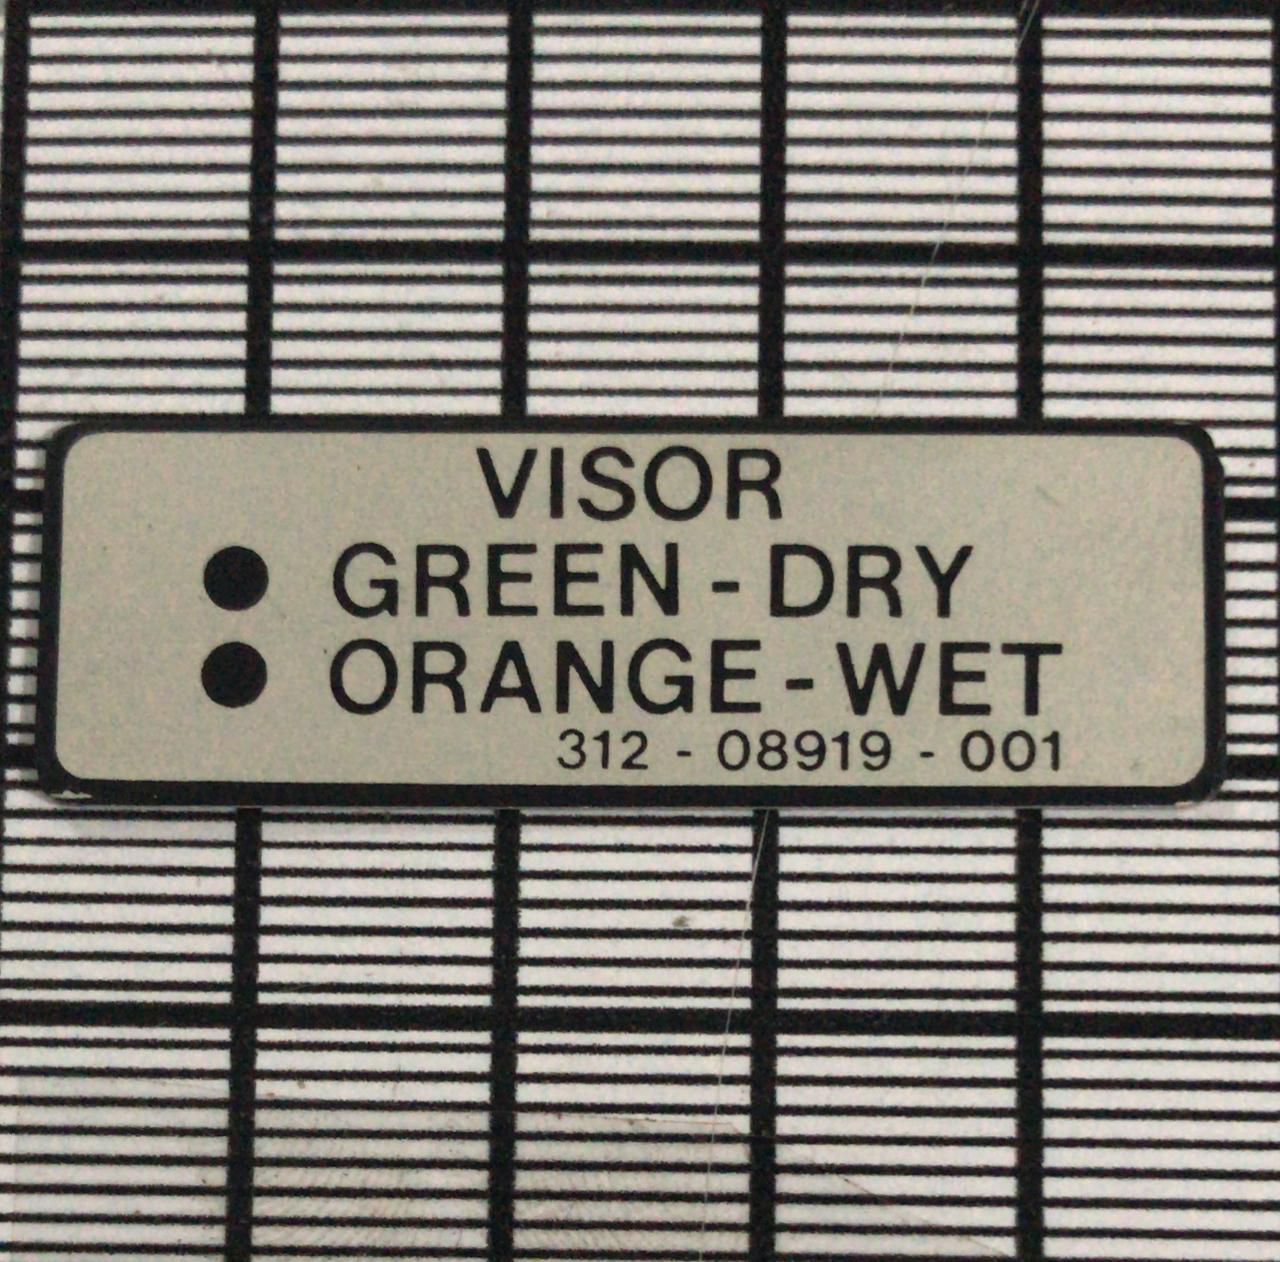 VISOR
● GREEN - DRY
● ORANGE - WET
312 - 08919 - 001